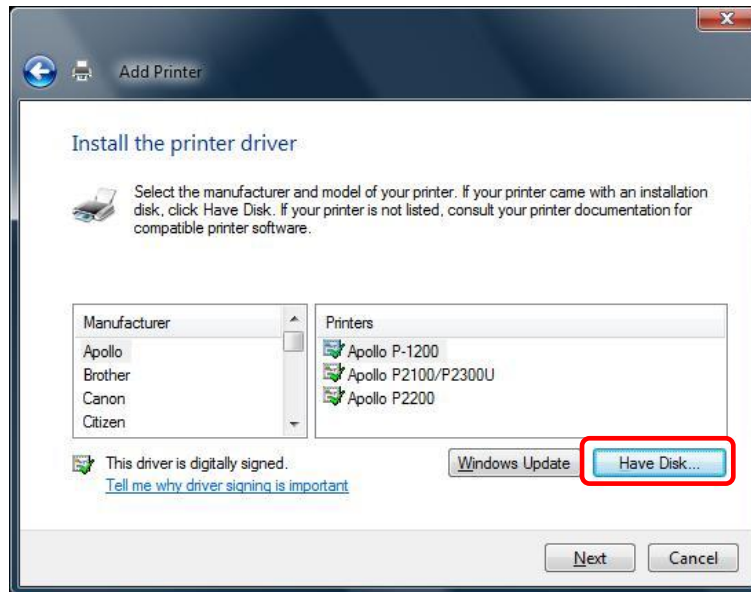 Add Printer
Install the printer driver
Select the manufacturer and model of your printer. If your printer came with an installation
disk, click Have Disk. If your printer is not listed, consult your printer documentation for
compatible printer software.
Manufacturer
Apollo
Brother
Canon
Citizen
Printers
Apollo P-1200
Apollo P2100/P2300U
Apollo P2200
This driver is digitally signed.
Tell me why driver signing is important
Windows Update
Have Disk...
Next
Cancel